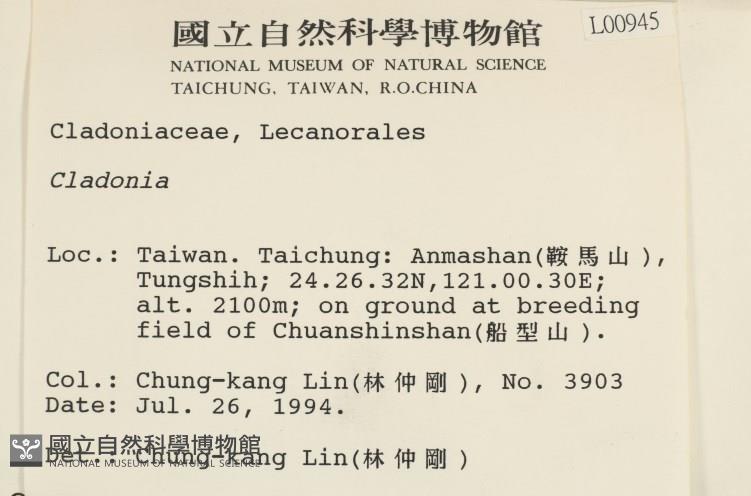 國立自然科學博物館
L00945
NATIONAL MUSEUM OF NATURAL SCIENCE
TAICHUNG, TAIWAN, R.O.CHINA
Cladoniaceae, Lecanorales
Cladonia
Loc.: Taiwan. Taichung: Anmashan(鞍馬山),
Tungshih; 24.26.32N,121.00.30E;
alt. 2100m; on ground at breeding
field of Chuanshinshan(船型山).
Col.: Chung-kang Lin(林仲剛), No. 3903
Date: Jul. 26, 1994.
Det.: Chung-kang Lin(林仲剛)
國立自然科學博物館
NATIONAL MUSEUM OF NATURAL SCIENCE